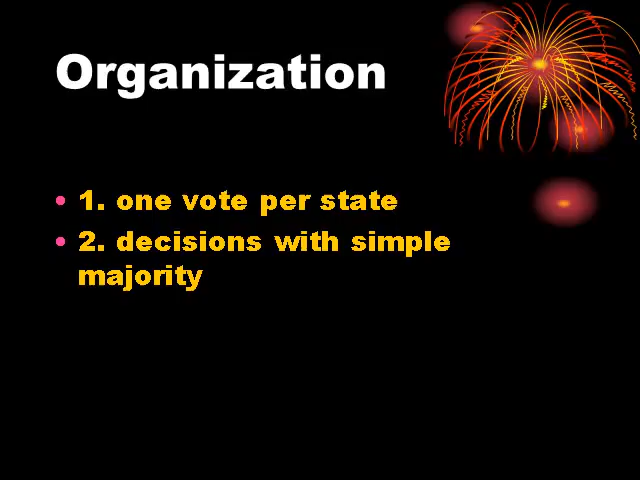 Organization
• 1. one vote per state
• 2. decisions with simple
majority